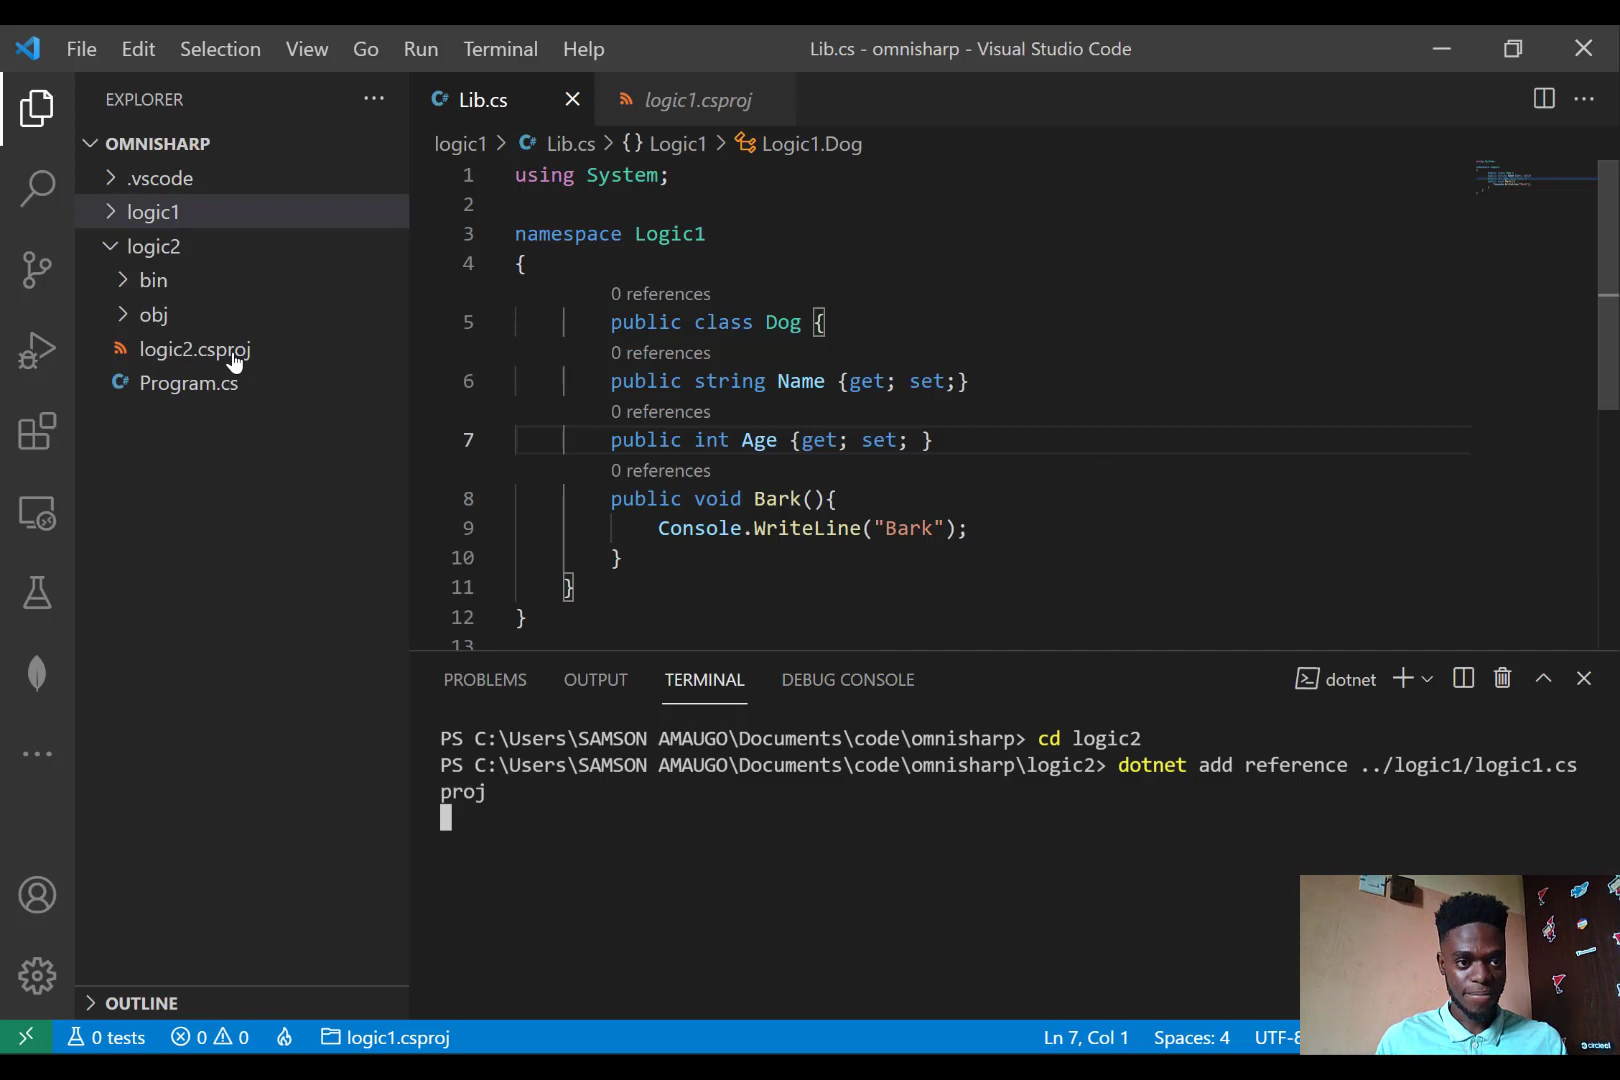 File Edit Selection View Go Run Terminal Help Lib.cs - omnisharp - Visual Studio Code
EXPLORER
OMNISHARP
.vscode
logic1
logic2
bin
obj
logic2.csproj
Program.cs
OUTLINE
Lib.cs logic1.csproj
logic1 > Lib.cs > {} Logic1 > Logic1.Dog
1 using System;
2
3 namespace Logic1
4 {
0 references
5 public class Dog {
0 references
6 public string Name {get; set;}
0 references
7 public int Age {get; set; }
0 references
8 public void Bark(){
9 Console.WriteLine("Bark");
10 }
11 }
12 }
13
PROBLEMS OUTPUT TERMINAL DEBUG CONSOLE dotnet
PS C:\Users\SAMSON AMAUGO\Documents\code\omnisharp> cd logic2
PS C:\Users\SAMSON AMAUGO\Documents\code\omnisharp\logic2> dotnet add reference ../logic1/logic1.cs
proj
0 tests 0 0 logic1.csproj Ln 7, Col 1 Spaces: 4 UTF-8